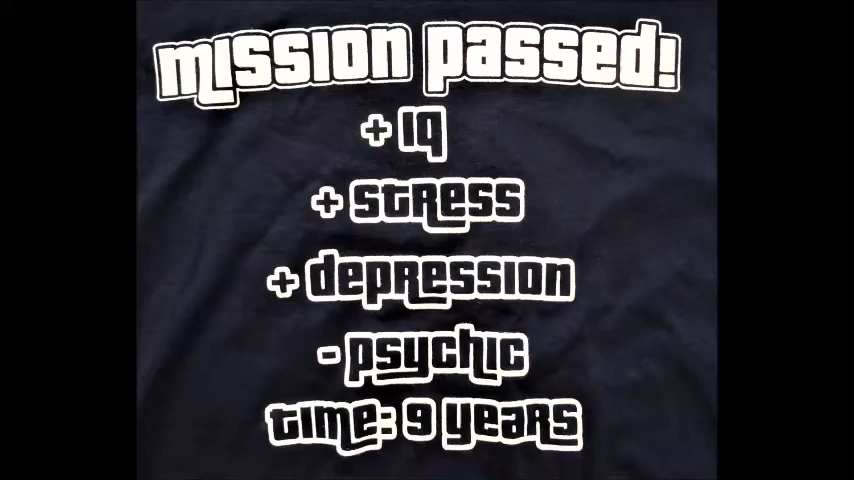 mission passed!
+ IQ
+ stress
+ depression
- psychic
time: 9 years